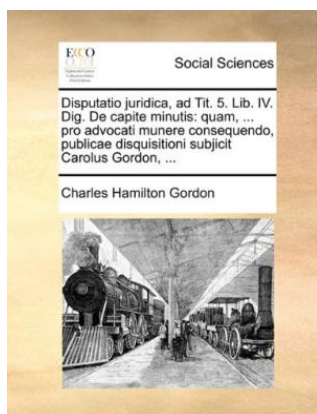 ECCO
Social Sciences
Disputatio juridica, ad Tit. 5. Lib. IV.
Dig. De capite minutis: quam, ...
pro advocati munere consequendo,
publicae disquisitioni subjicit
Carolus Gordon, ...
Charles Hamilton Gordon